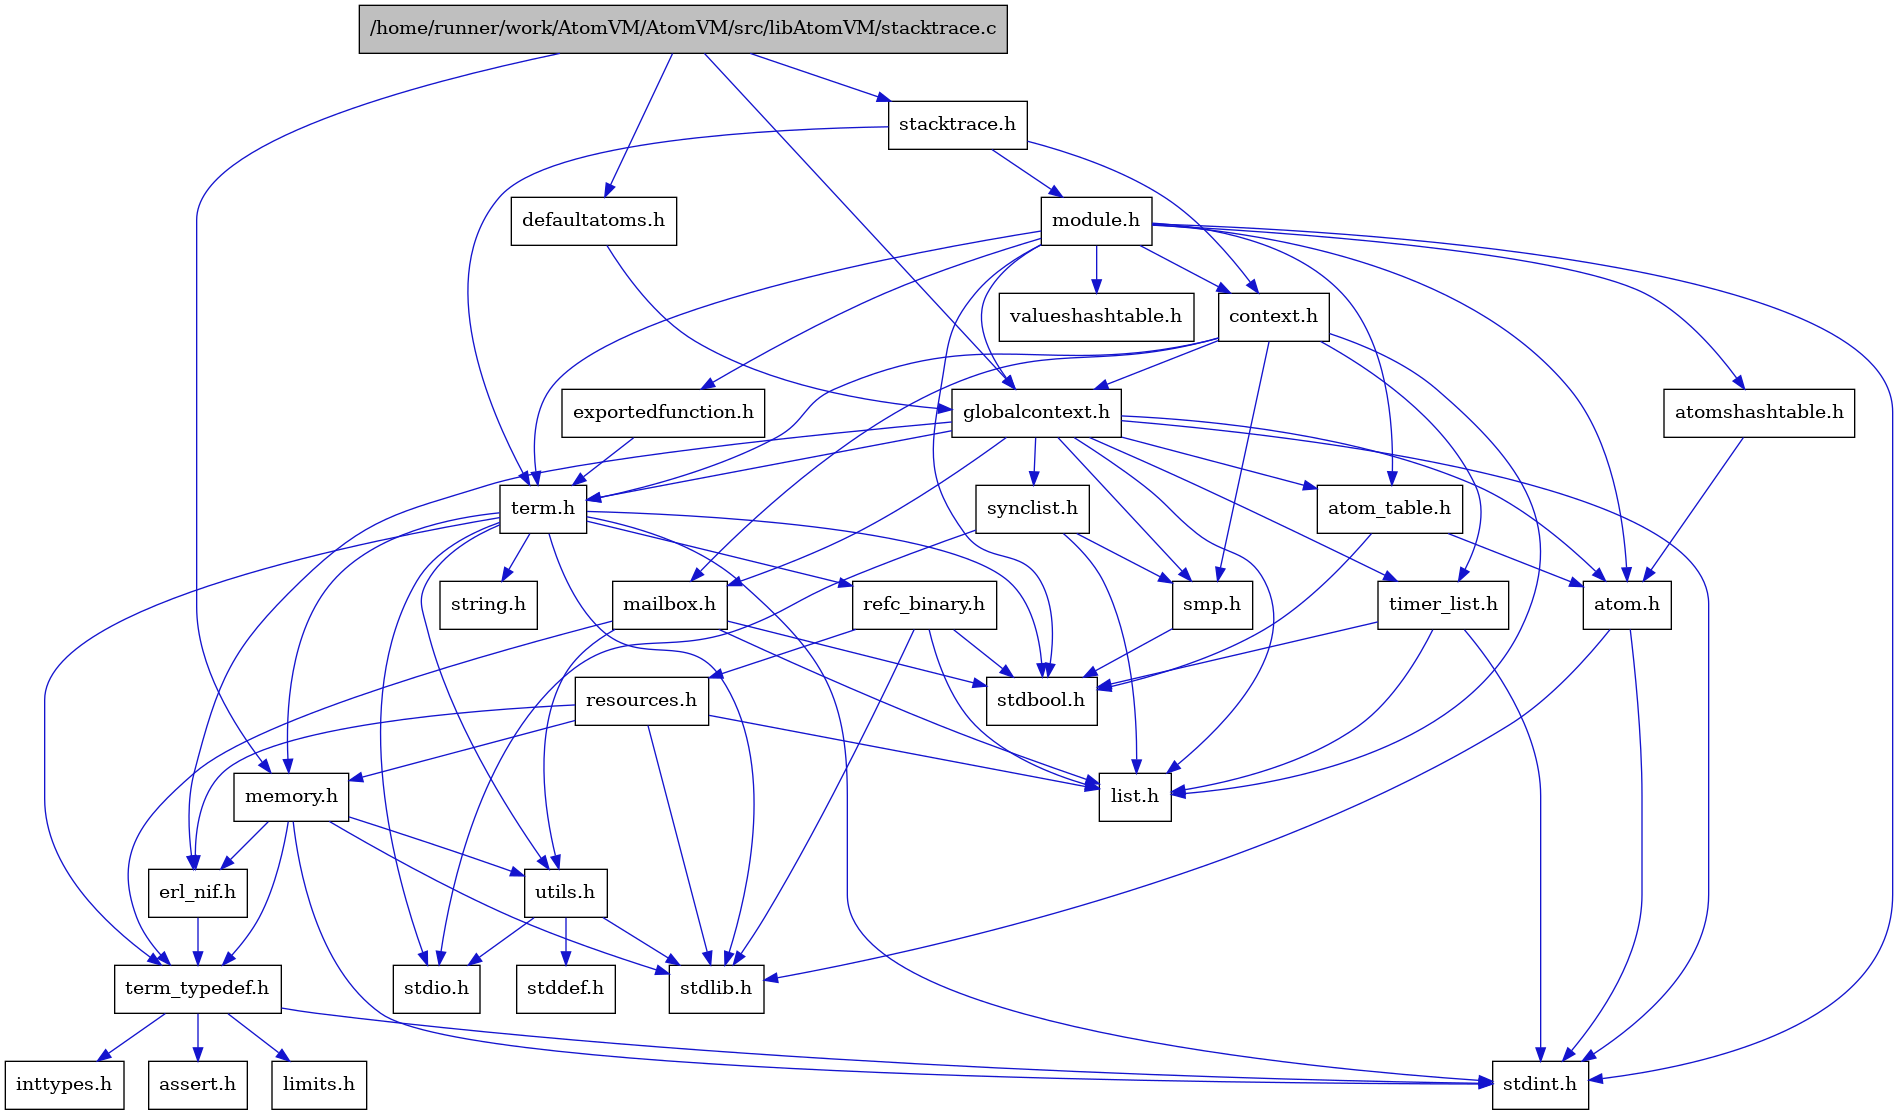 /home/runner/work/AtomVM/AtomVM/src/libAtomVM/stacktrace.c
stacktrace.h
defaultatoms.h
module.h
valueshashtable.h
context.h
exportedfunction.h
globalcontext.h
atomshashtable.h
term.h
synclist.h
atom_table.h
string.h
mailbox.h
refc_binary.h
smp.h
timer_list.h
atom.h
resources.h
stdbool.h
memory.h
list.h
erl_nif.h
utils.h
term_typedef.h
stdio.h
stddef.h
stdlib.h
inttypes.h
assert.h
limits.h
stdint.h